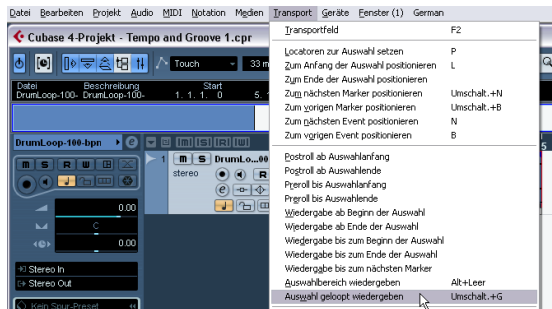 Datei Bearbeiten Projekt Audio MIDI Notation Medien Transport Geräte Fenster (1) German
Cubase 4-Projekt - Tempo and Groove 1.cpr
Touch 33 m
Datei Beschreibung Start
DrumLoop-100- DrumLoop-100- 1. 1. 1. 0 5.
DrumLoop-100-bpn
M S R W
0.00
C
0.00
Stereo In
Stereo Out
Kein Spur-Preset
1 m S DrumLo...00
stereo R
Transportfeld F2
Locatoren zur Auswahl setzen P
Zum Anfang der Auswahl positionieren L
Zum Ende der Auswahl positionieren
Zum nächsten Marker positionieren Umschalt.+N
Zum vorigen Marker positionieren Umschalt.+B
Zum nächsten Event positionieren N
Zum vorigen Event positionieren B
Postroll ab Auswahlanfang
Postroll ab Auswahlende
Preroll bis Auswahlanfang
Preroll bis Auswahlende
Wiedergabe ab Beginn der Auswahl
Wiedergabe ab Ende der Auswahl
Wiedergabe bis zum Beginn der Auswahl
Wiedergabe bis zum Ende der Auswahl
Wiedergabe bis zum nächsten Marker
Auswahlbereich wiedergeben Alt+Leer
Auswahl geloopt wiedergeben Umschalt.+G
5